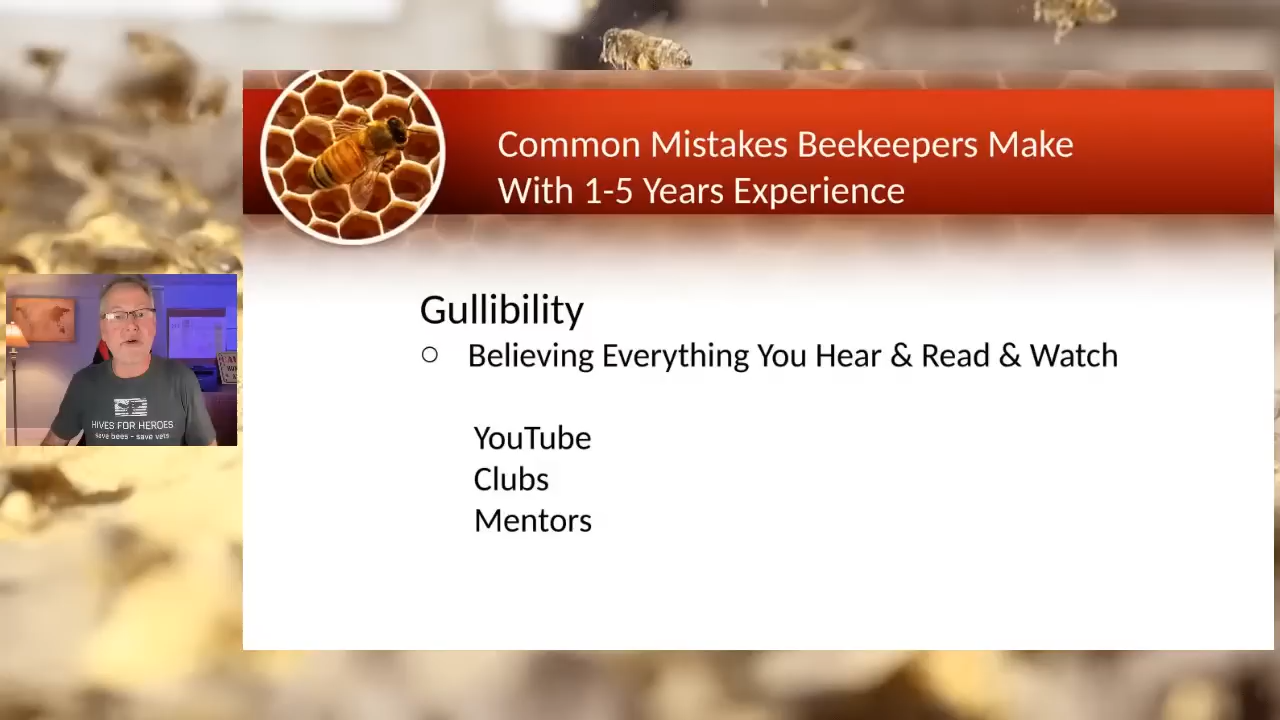 Common Mistakes Beekeepers Make
With 1-5 Years Experience
Gullibility
Believing Everything You Hear & Read & Watch
YouTube
Clubs
Mentors
HIVES FOR HEROES
save bees - save vets